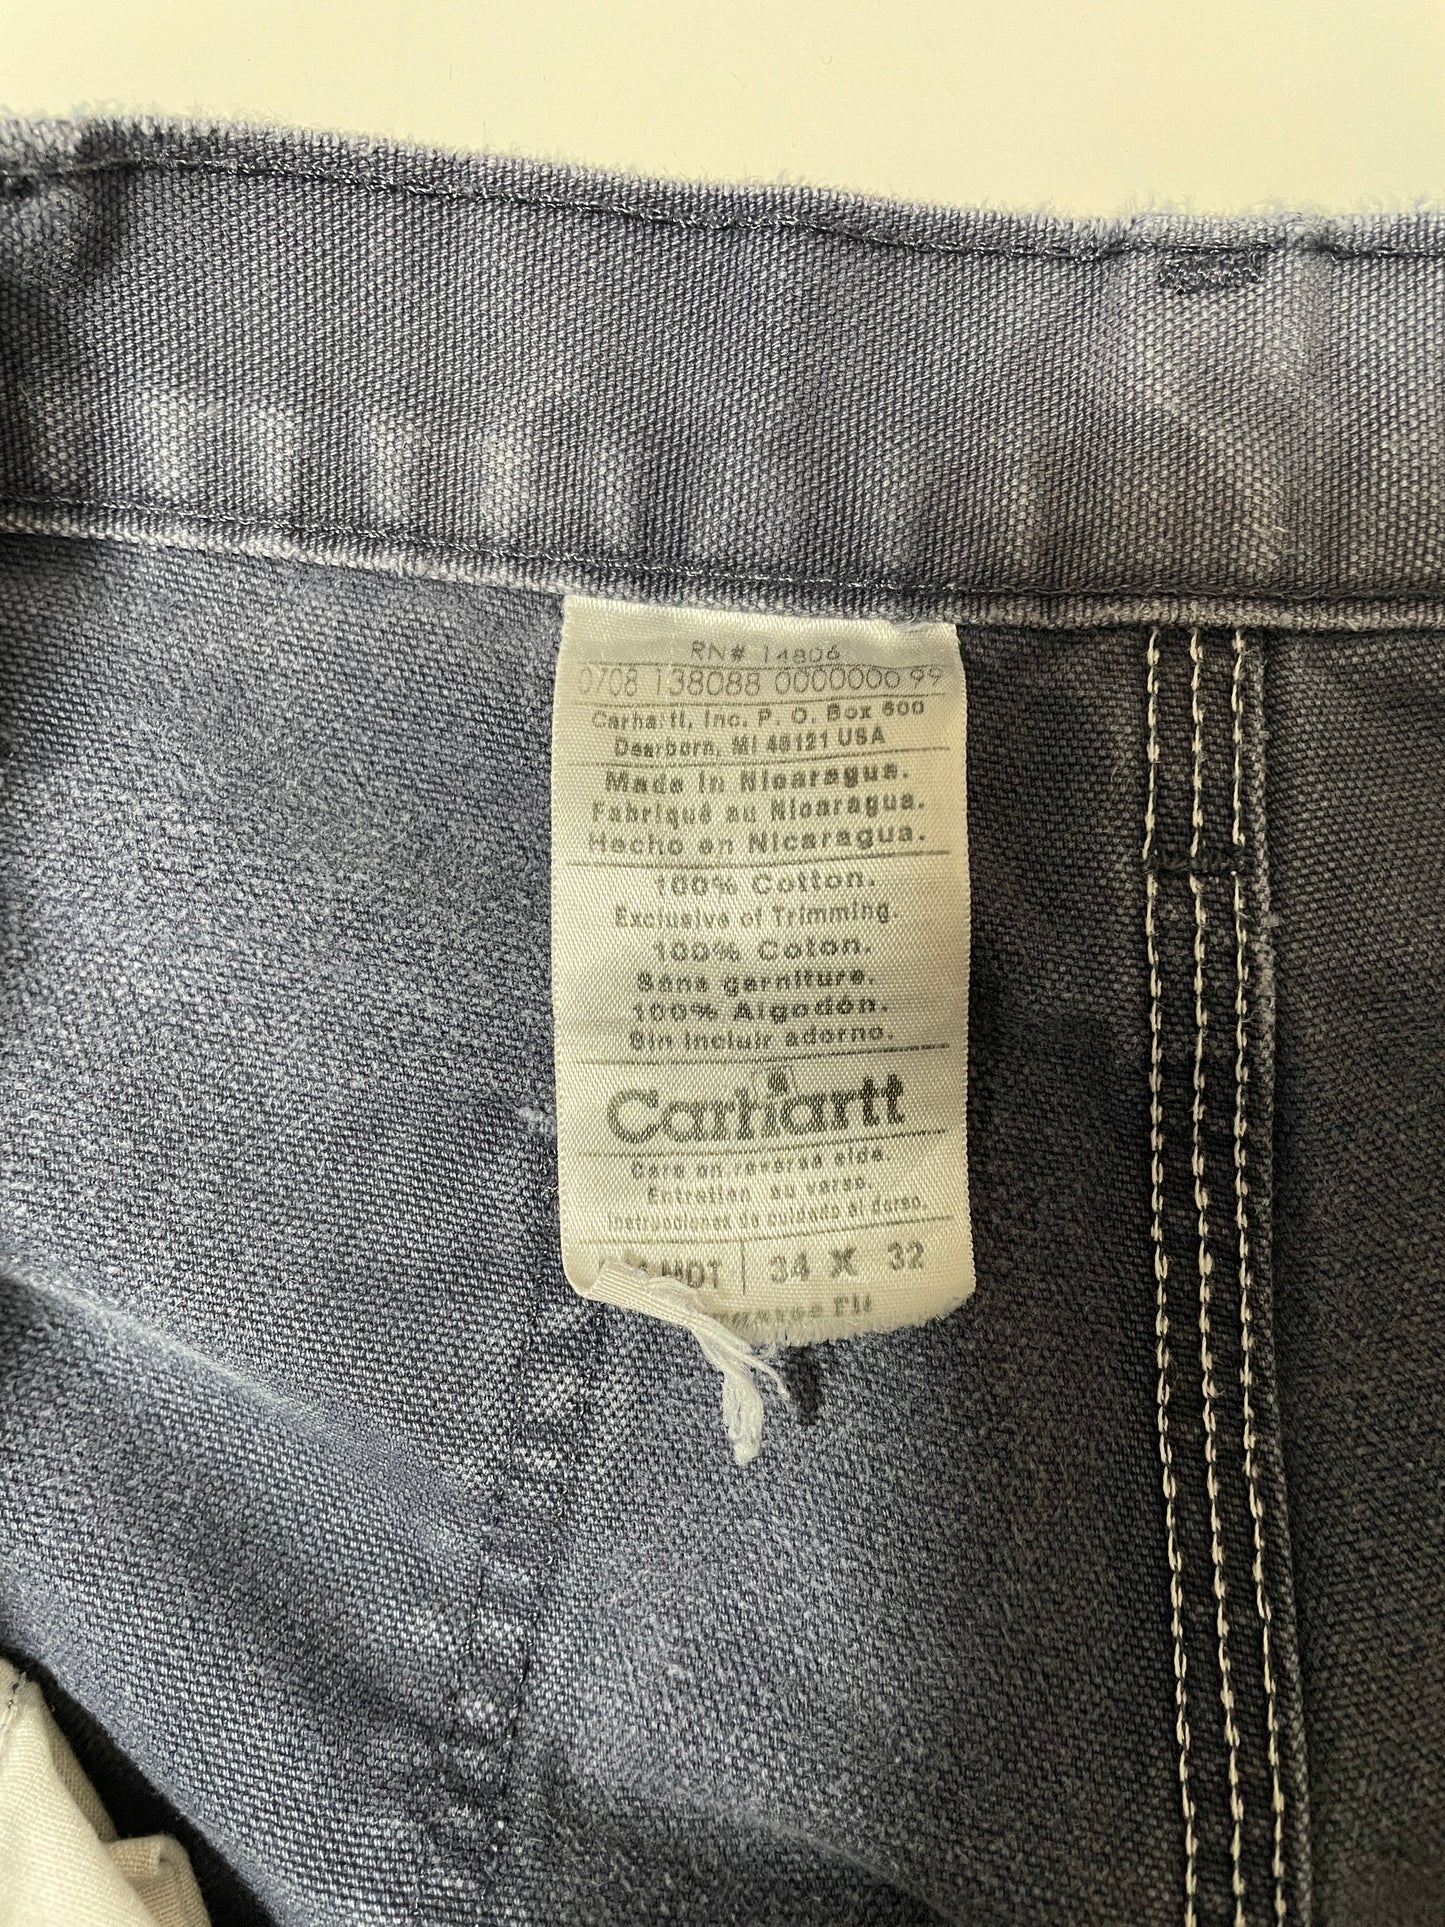 RN# 14806
0708 138088 0000000 99
Carhartt, Inc. P. O. Box 600
Dearborn, MI 48121 USA
Made in Nicaragua.
Fabriqué au Nicaragua.
Hecho en Nicaragua.
100% Cotton.
Exclusive of Trimming.
100% Coton.
Sans garniture.
100% Algodón.
Sin incluir adorno.
Carhartt
Care on reverse side.
Entretien au verso.
Instrucciones de cuidado al dorso.
MDT 34 X 32
Fit